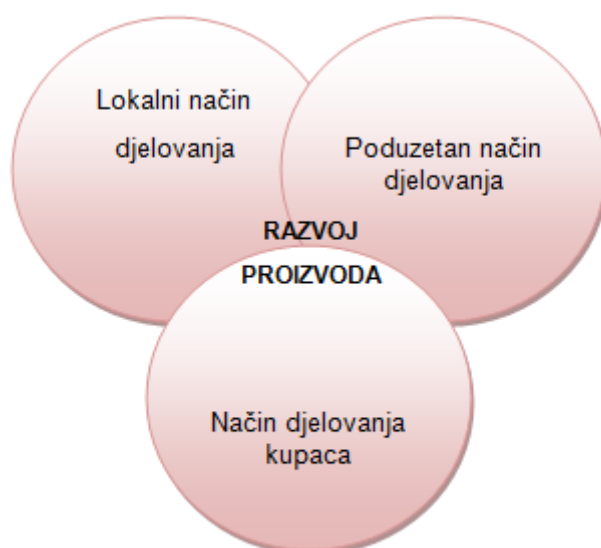 Lokalni način
djelovanja
Poduzetan način
djelovanja
RAZVOJ
PROIZVODA
Način djelovanja
kupaca